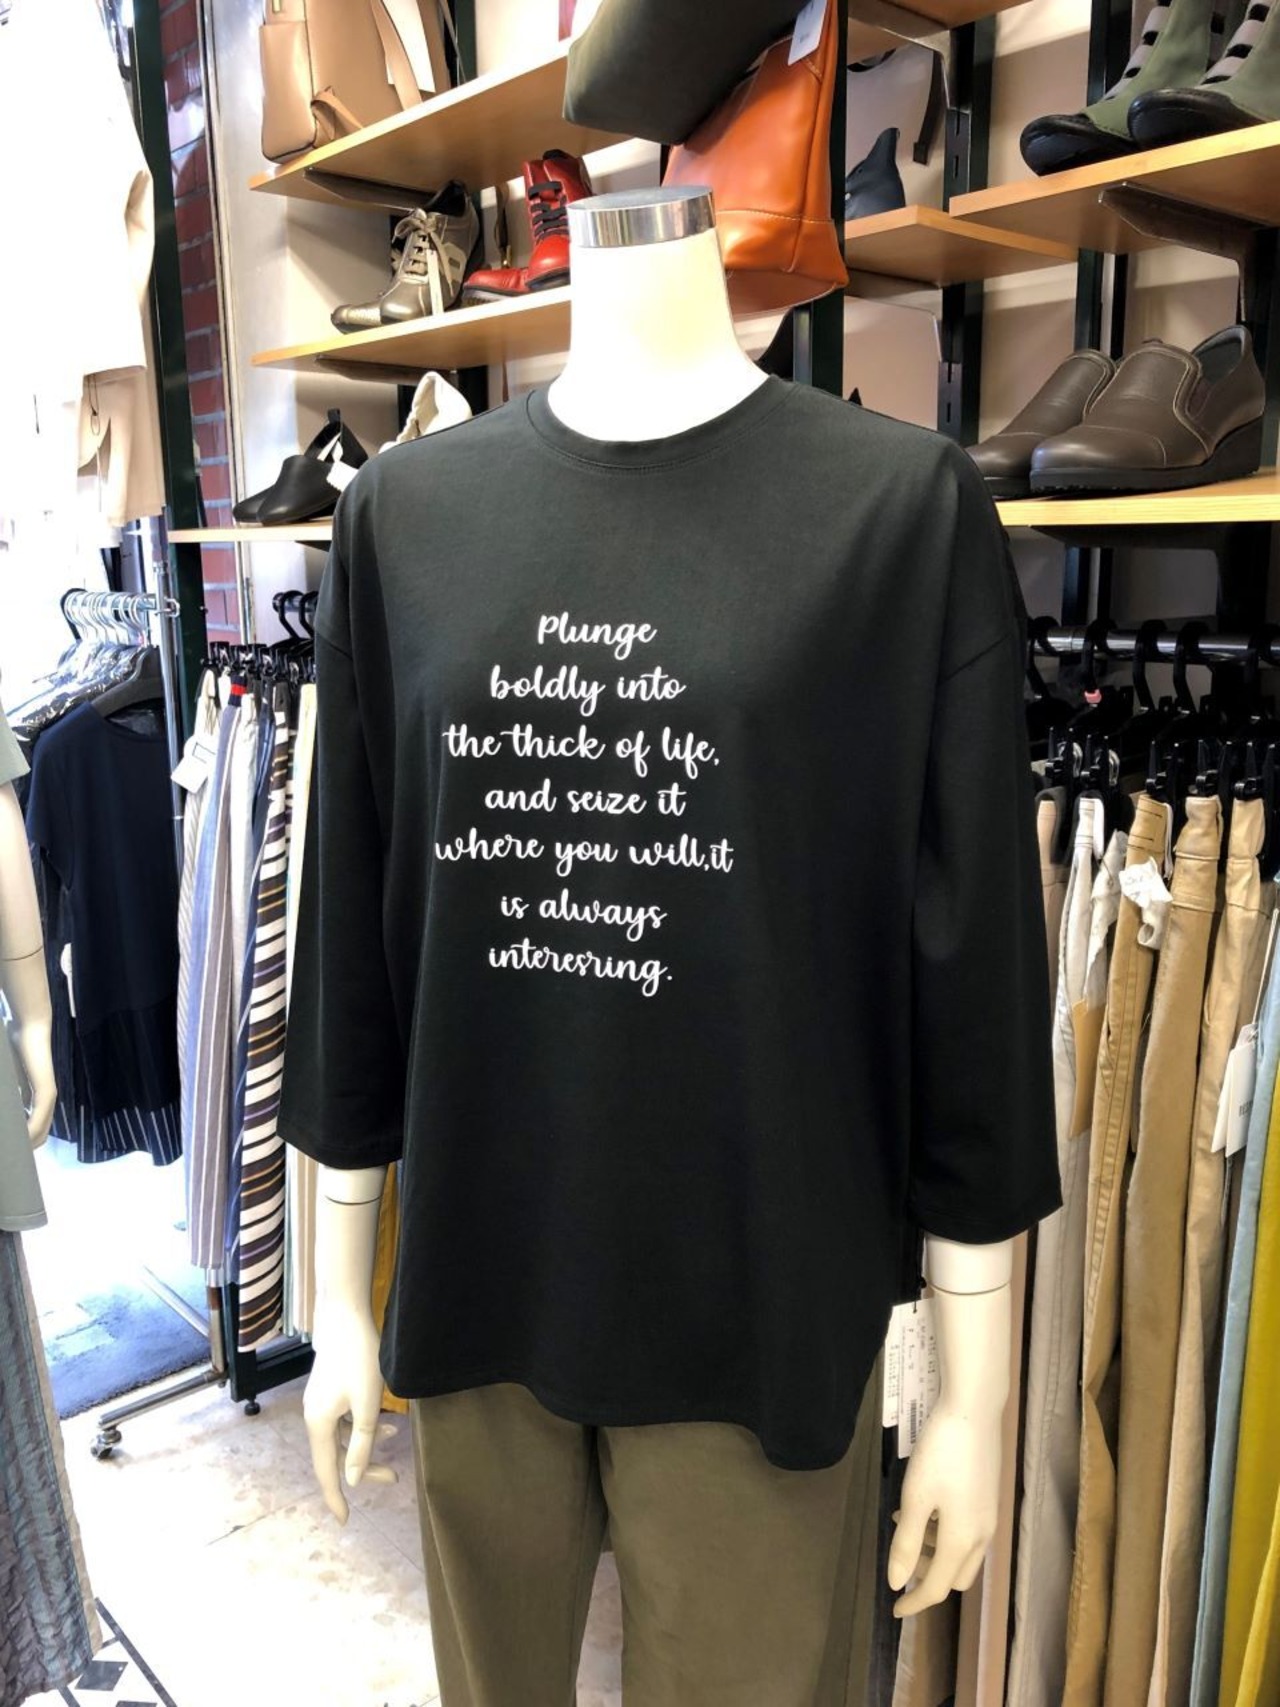 Plunge
boldly into
the thick of life,
and seize it
where you will,it
is always
interesring.